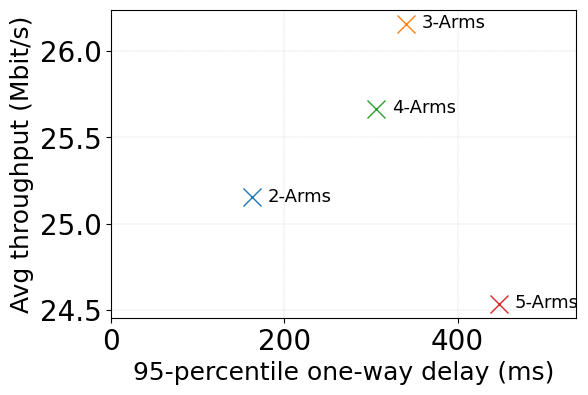 Avg throughput (Mbit/s)
26.0
25.5
25.0
24.5
3-Arms
4-Arms
2-Arms
5-Arms
0
200
400
95-percentile one-way delay (ms)